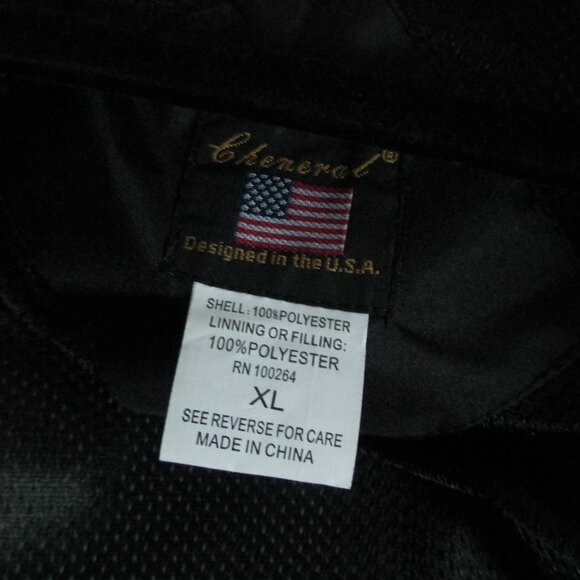 Cheneral®
Designed in the U.S.A.
SHELL: 100%POLYESTER
LINNING OR FILLING:
100%POLYESTER
RN 100264
XL
SEE REVERSE FOR CARE
MADE IN CHINA